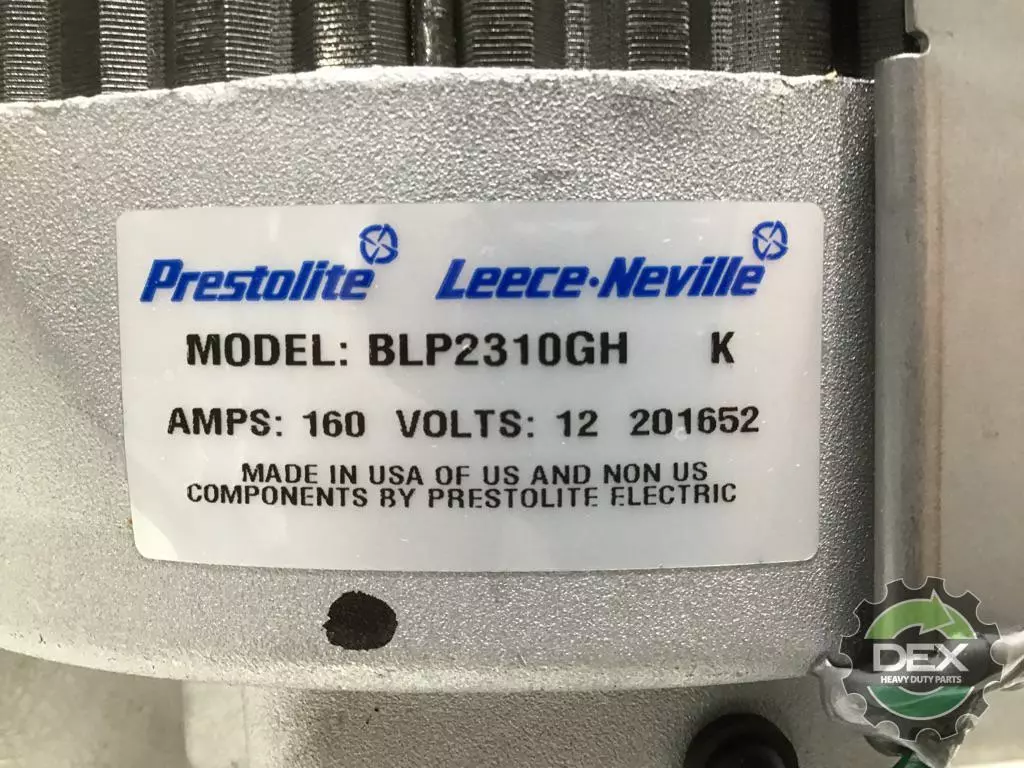 Prestolite Leece·Neville
MODEL: BLP2310GH K
AMPS: 160 VOLTS: 12 201652
MADE IN USA OF US AND NON US
COMPONENTS BY PRESTOLITE ELECTRIC
DEX
HEAVY DUTY PARTS